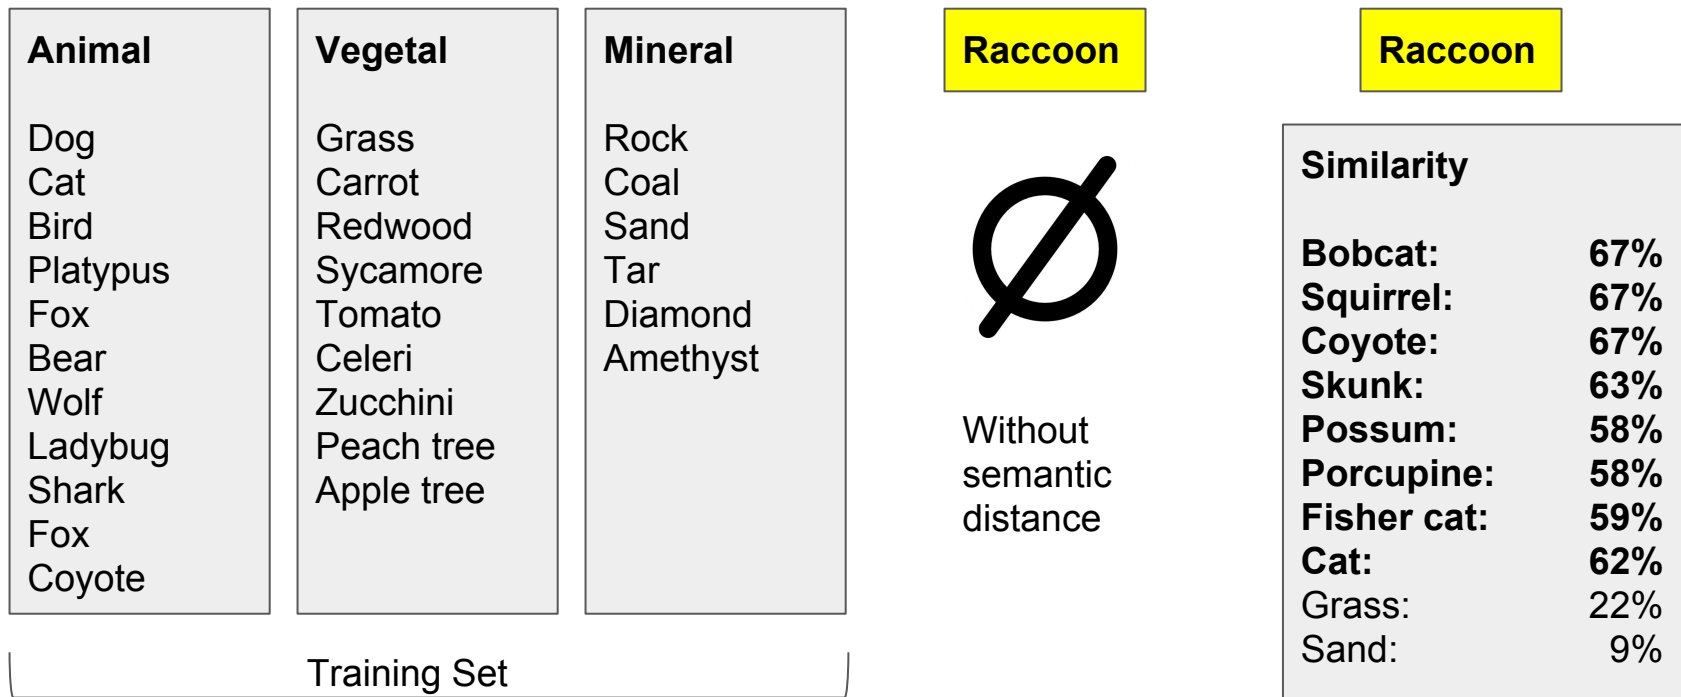 Animal
Dog
Cat
Bird
Platypus
Fox
Bear
Wolf
Ladybug
Shark
Fox
Coyote
Vegetal
Grass
Carrot
Redwood
Sycamore
Tomato
Celeri
Zucchini
Peach tree
Apple tree
Mineral
Rock
Coal
Sand
Tar
Diamond
Amethyst
Training Set
Raccoon
Ø
Without
semantic
distance
Raccoon
Similarity
Bobcat: 67%
Squirrel: 67%
Coyote: 67%
Skunk: 63%
Possum: 58%
Porcupine: 58%
Fisher cat: 59%
Cat: 62%
Grass: 22%
Sand: 9%